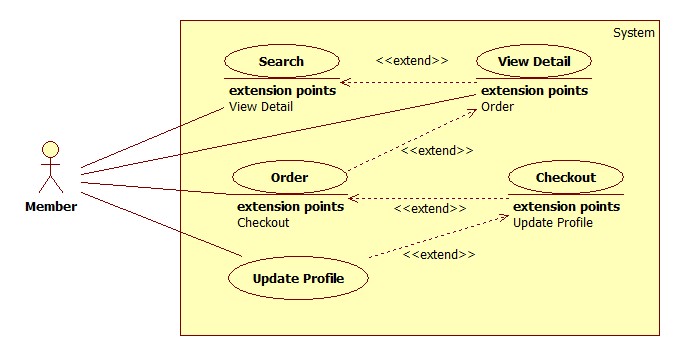 System
Search
extension points
View Detail
<<extend>>
View Detail
extension points
Order
<<extend>>
Member
Order
extension points
Checkout
<<extend>>
Checkout
extension points
Update Profile
<<extend>>
Update Profile